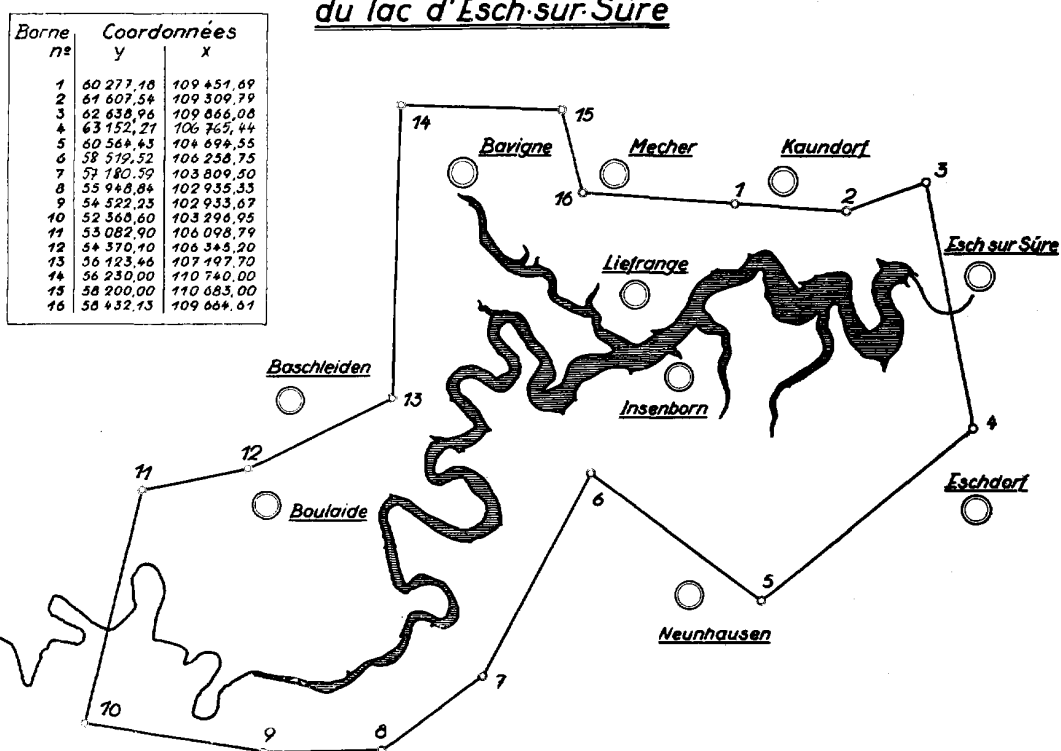 du lac d'Esch-sur-Sûre
Borne Coordonnées
nº y x
1 60 277,18 109 451,69
2 61 607,54 109 309,79
3 62 638,96 109 866,08
4 63 152,21 106 765,44
5 60 564,43 104 694,55
6 58 519,52 106 258,75
7 57 180,59 103 809,50
8 55 948,84 102 935,33
9 54 522,23 102 933,67
10 52 368,60 103 296,95
11 53 082,90 106 098,79
12 54 370,10 106 345,20
13 56 123,46 107 197,70
14 56 230,00 110 740,00
15 58 200,00 110 683,00
16 58 432,13 109 664,61
14
15
Bavigne
Mecher
Kaundorf
3
16
1
2
Esch sur Sûre
Liefrange
Baschleiden
13
Insenborn
4
12
11
6
Eschdorf
Boulaide
5
Neunhausen
7
10
9
8